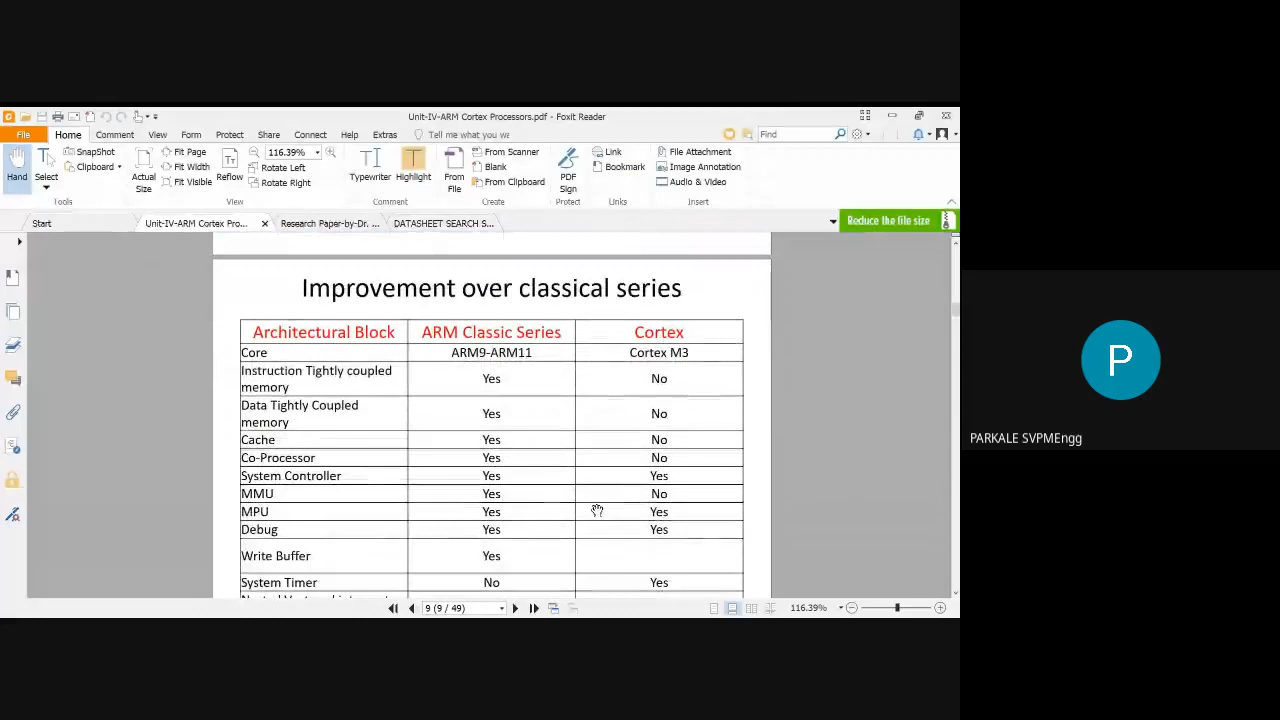 Unit-IV-ARM Cortex Processors.pdf - Foxit Reader
File Home Comment View Form Protect Share Connect Help Extras Tell me what you wa Find
Hand
Select
SnapShot
Clipboard
Tools
Actual Size
Fit Page
Fit Width
Fit Visible
Reflow
116.39%
Rotate Left
Rotate Right
View
Typewriter
Highlight
Comment
From File
From Scanner
Blank
From Clipboard
Create
PDF Sign
Protect
Link
Bookmark
File Attachment
Image Annotation
Audio & Video
Insert
Start Unit-IV-ARM Cortex Pro... Research Paper-by-Dr. ... DATASHEET SEARCH S... Reduce the file size
Improvement over classical series
Architectural Block ARM Classic Series Cortex
Core ARM9-ARM11 Cortex M3
Instruction Tightly coupled
memory Yes No
Data Tightly Coupled
memory Yes No
Cache Yes No
Co-Processor Yes No
System Controller Yes Yes
MMU Yes No
MPU Yes Yes
Debug Yes Yes
Write Buffer Yes
System Timer No Yes
9 (9 / 49) 116.39%
P
PARKALE SVPMEngg